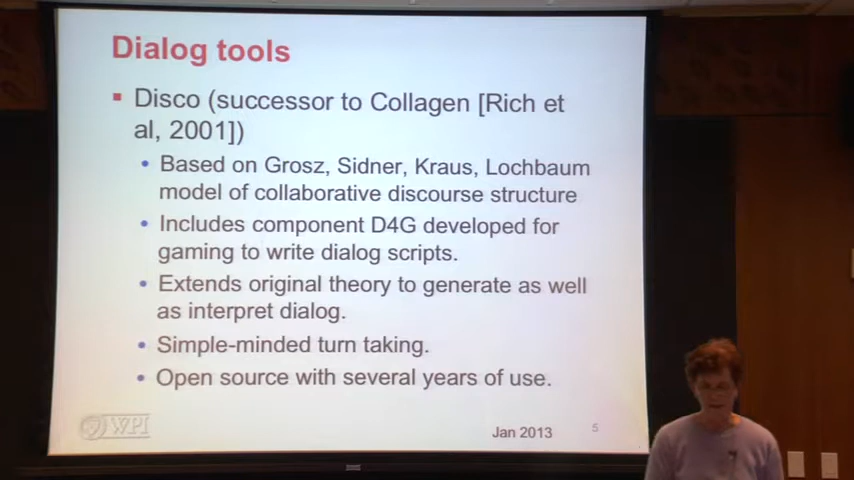 Dialog tools
Disco (successor to Collagen [Rich et
al, 2001])
Based on Grosz, Sidner, Kraus, Lochbaum
model of collaborative discourse structure
Includes component D4G developed for
gaming to write dialog scripts.
Extends original theory to generate as well
as interpret dialog.
Simple-minded turn taking.
Open source with several years of use.
WPI
Jan 2013
5